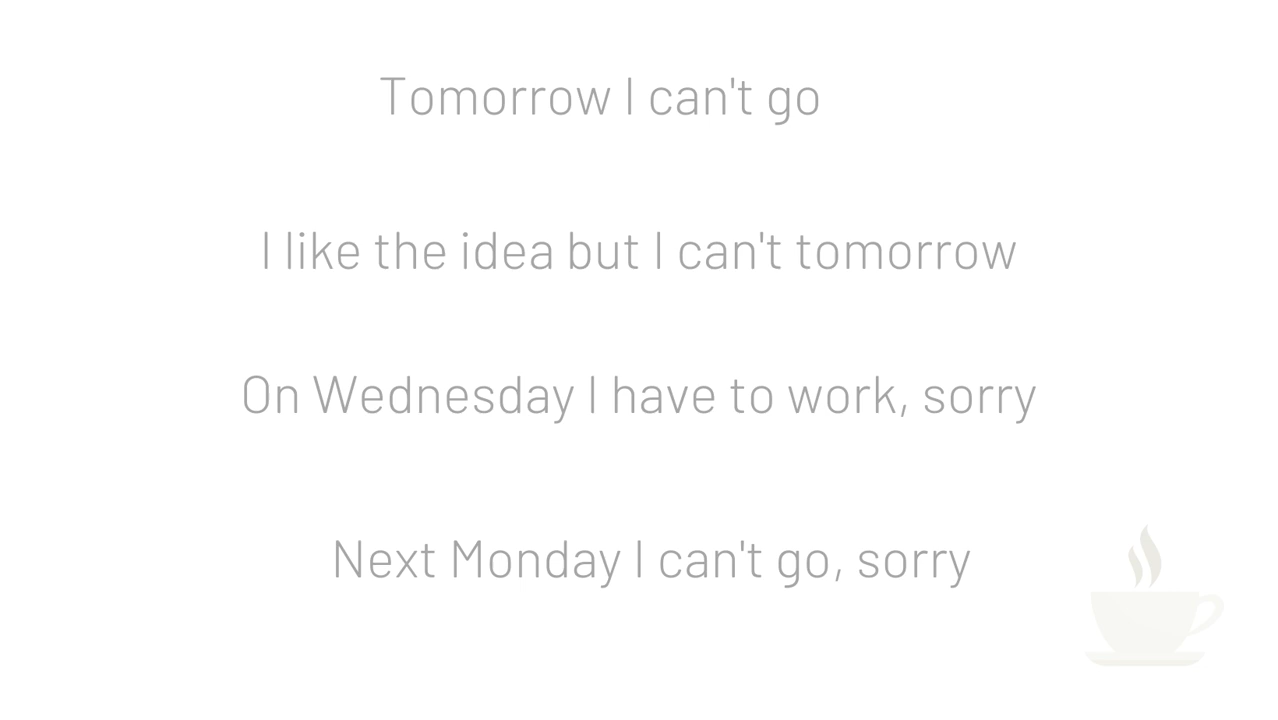 Tomorrow I can't go
I like the idea but I can't tomorrow
On Wednesday I have to work, sorry
Next Monday I can't go, sorry